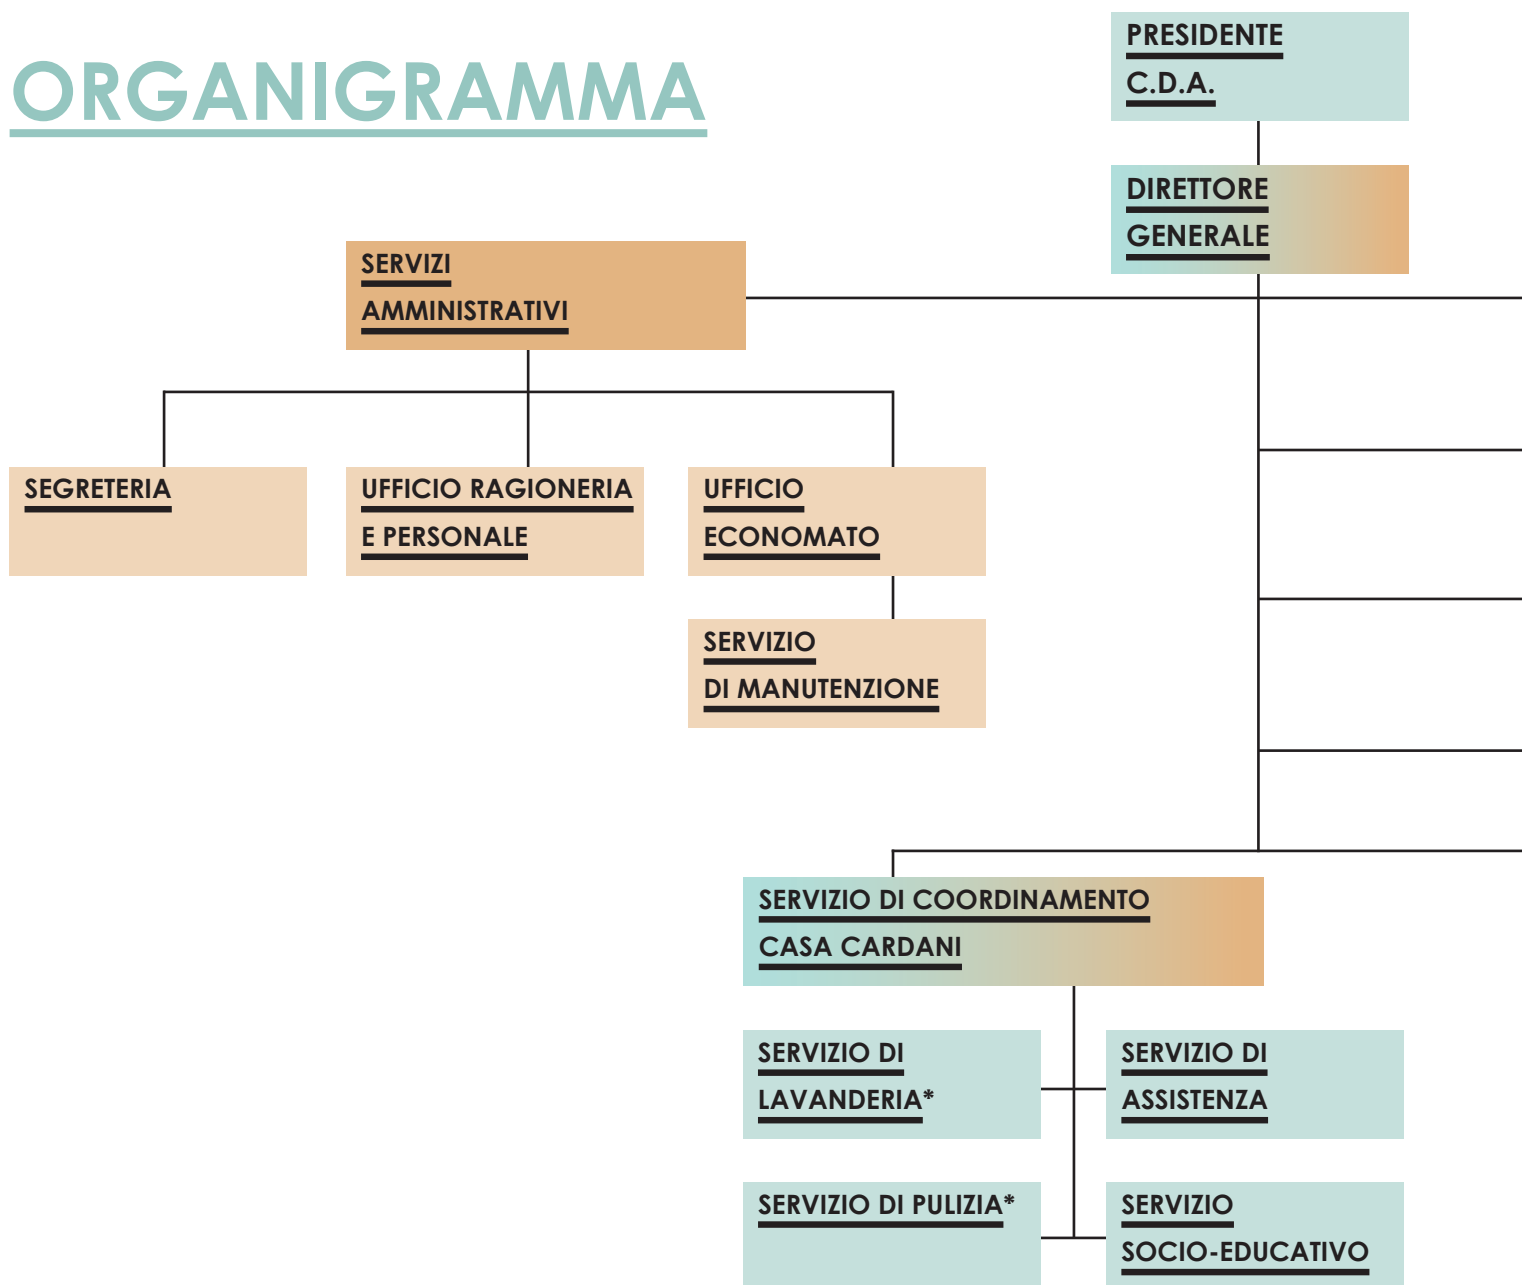 ORGANIGRAMMA
PRESIDENTE
C.D.A.
DIRETTORE
GENERALE
SERVIZI
AMMINISTRATIVI
SEGRETERIA
UFFICIO RAGIONERIA
E PERSONALE
UFFICIO
ECONOMATO
SERVIZIO
DI MANUTENZIONE
SERVIZIO DI COORDINAMENTO
CASA CARDANI
SERVIZIO DI
LAVANDERIA*
SERVIZIO DI
ASSISTENZA
SERVIZIO DI PULIZIA*
SERVIZIO
SOCIO-EDUCATIVO